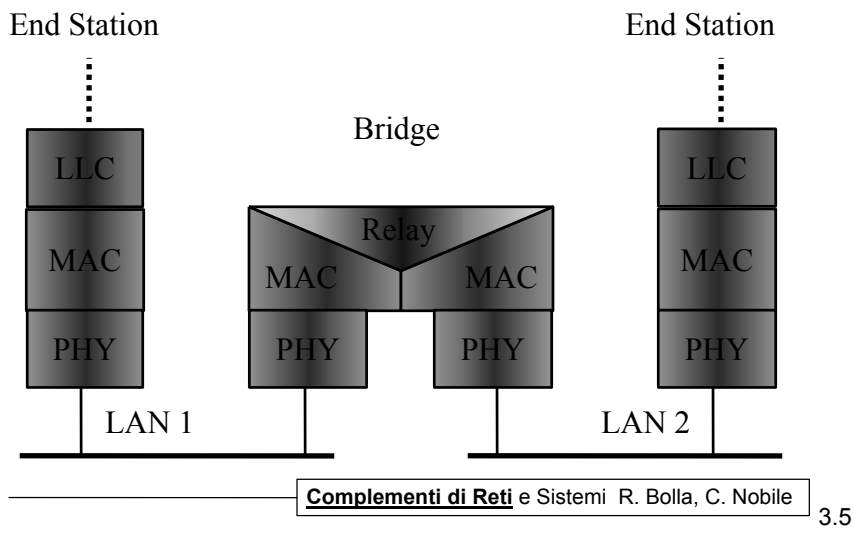 End Station End Station
Bridge
LLC LLC
Relay
MAC MAC MAC MAC
PHY PHY PHY PHY
LAN 1 LAN 2
Complementi di Reti e Sistemi R. Bolla, C. Nobile
3.5